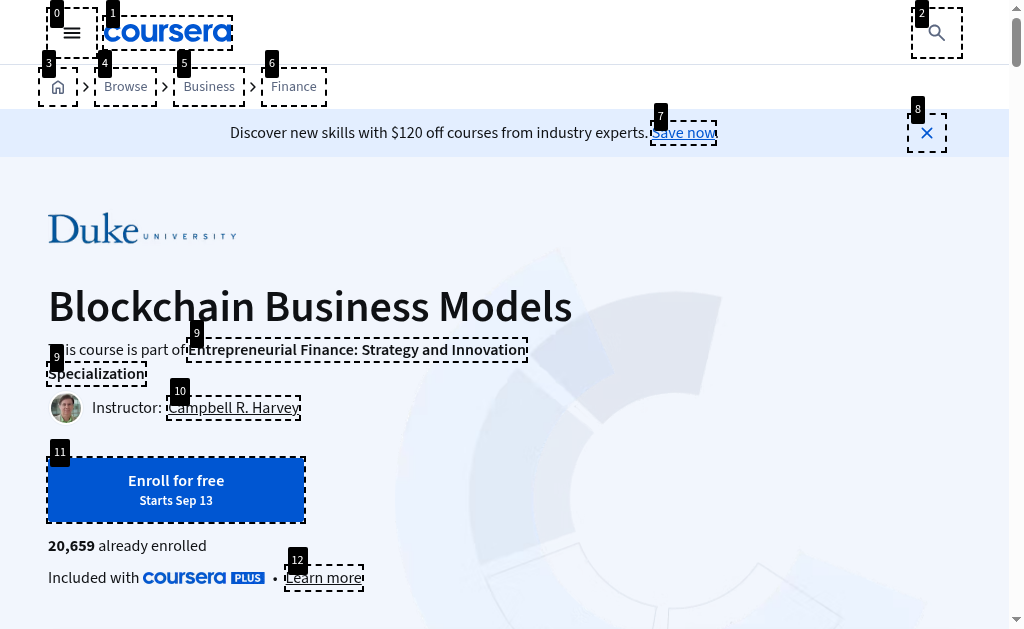 coursera
Browse
Business
Finance
Discover new skills with $120 off courses from industry experts. Save now
Duke UNIVERSITY
Blockchain Business Models
This course is part of Entrepreneurial Finance: Strategy and Innovation
Specialization
Instructor: Campbell R. Harvey
Enroll for free
Starts Sep 13
20,659 already enrolled
Included with coursera PLUS • Learn more
0
1
2
3
4
5
6
7
8
9
9
10
11
12